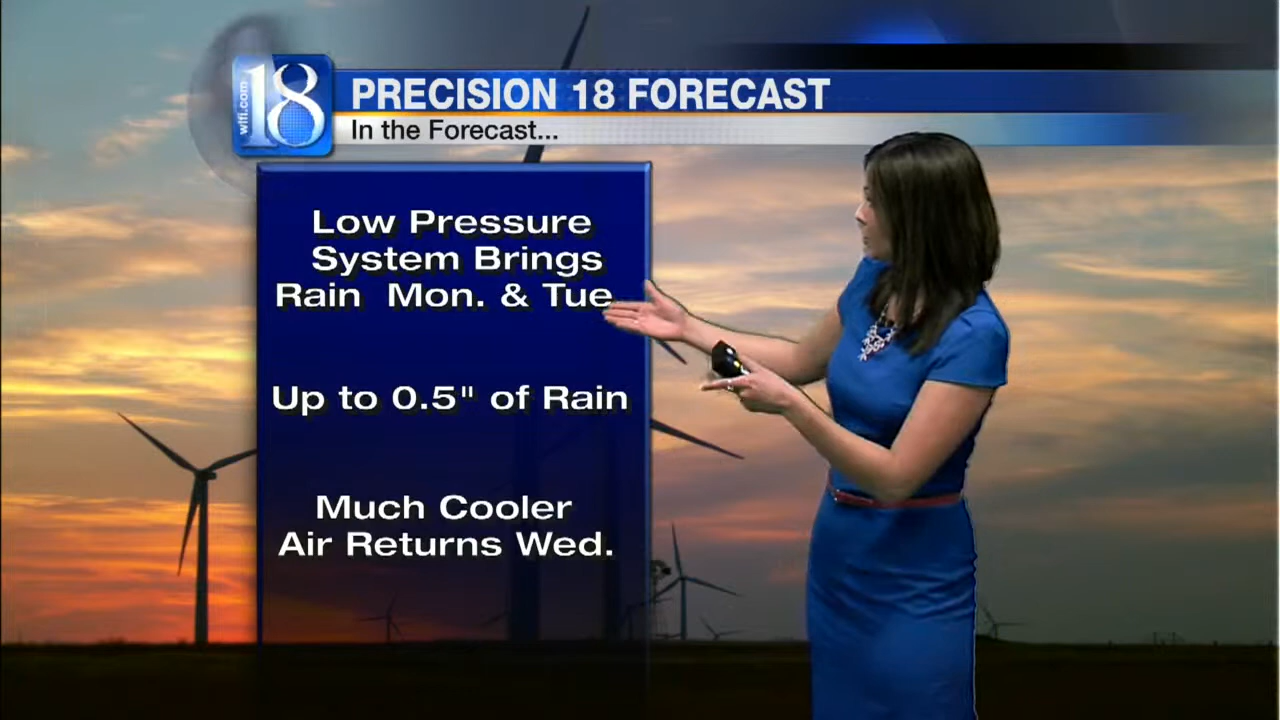 wlfi.com
18
PRECISION 18 FORECAST
In the Forecast...
Low Pressure
System Brings
Rain Mon. & Tue.
Up to 0.5" of Rain
Much Cooler
Air Returns Wed.